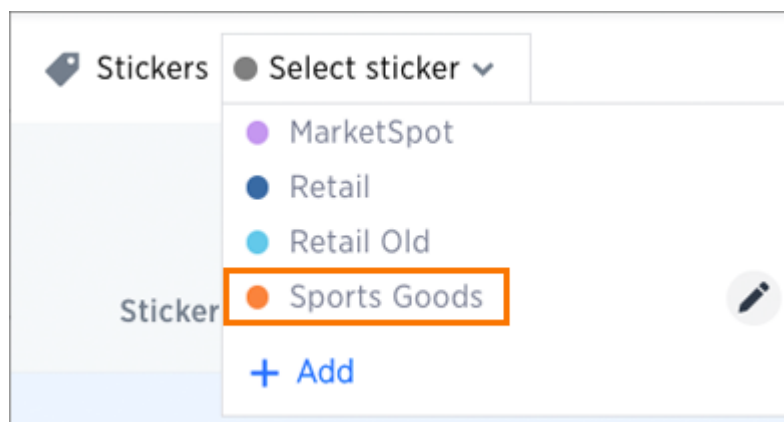 Stickers Select sticker
MarketSpot
Retail
Retail Old
Sticker Sports Goods
+ Add